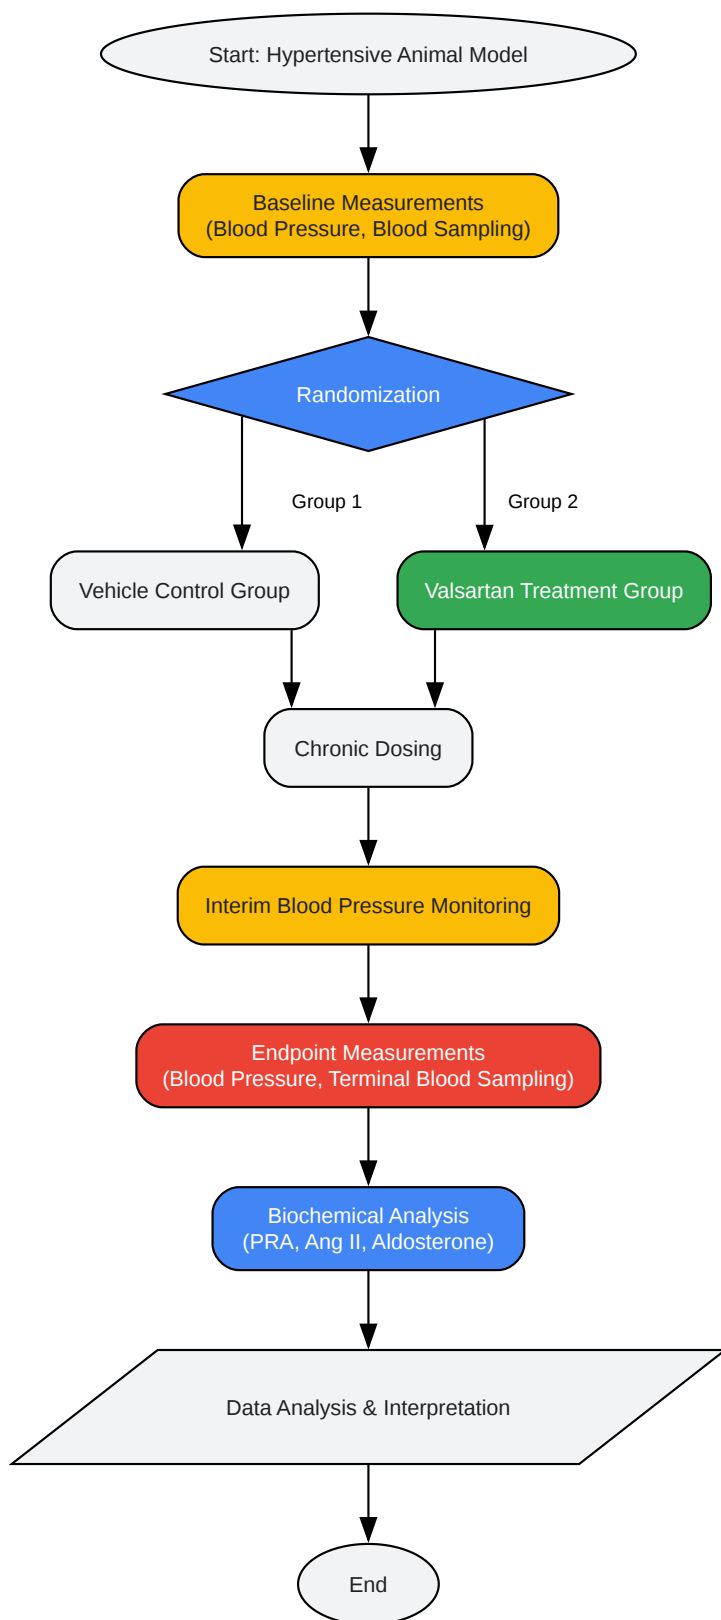 Start: Hypertensive Animal Model
Baseline Measurements
(Blood Pressure, Blood Sampling)
Randomization
Group 1
Group 2
Vehicle Control Group
Valsartan Treatment Group
Chronic Dosing
Interim Blood Pressure Monitoring
Endpoint Measurements
(Blood Pressure, Terminal Blood Sampling)
Biochemical Analysis
(PRA, Ang II, Aldosterone)
Data Analysis & Interpretation
End